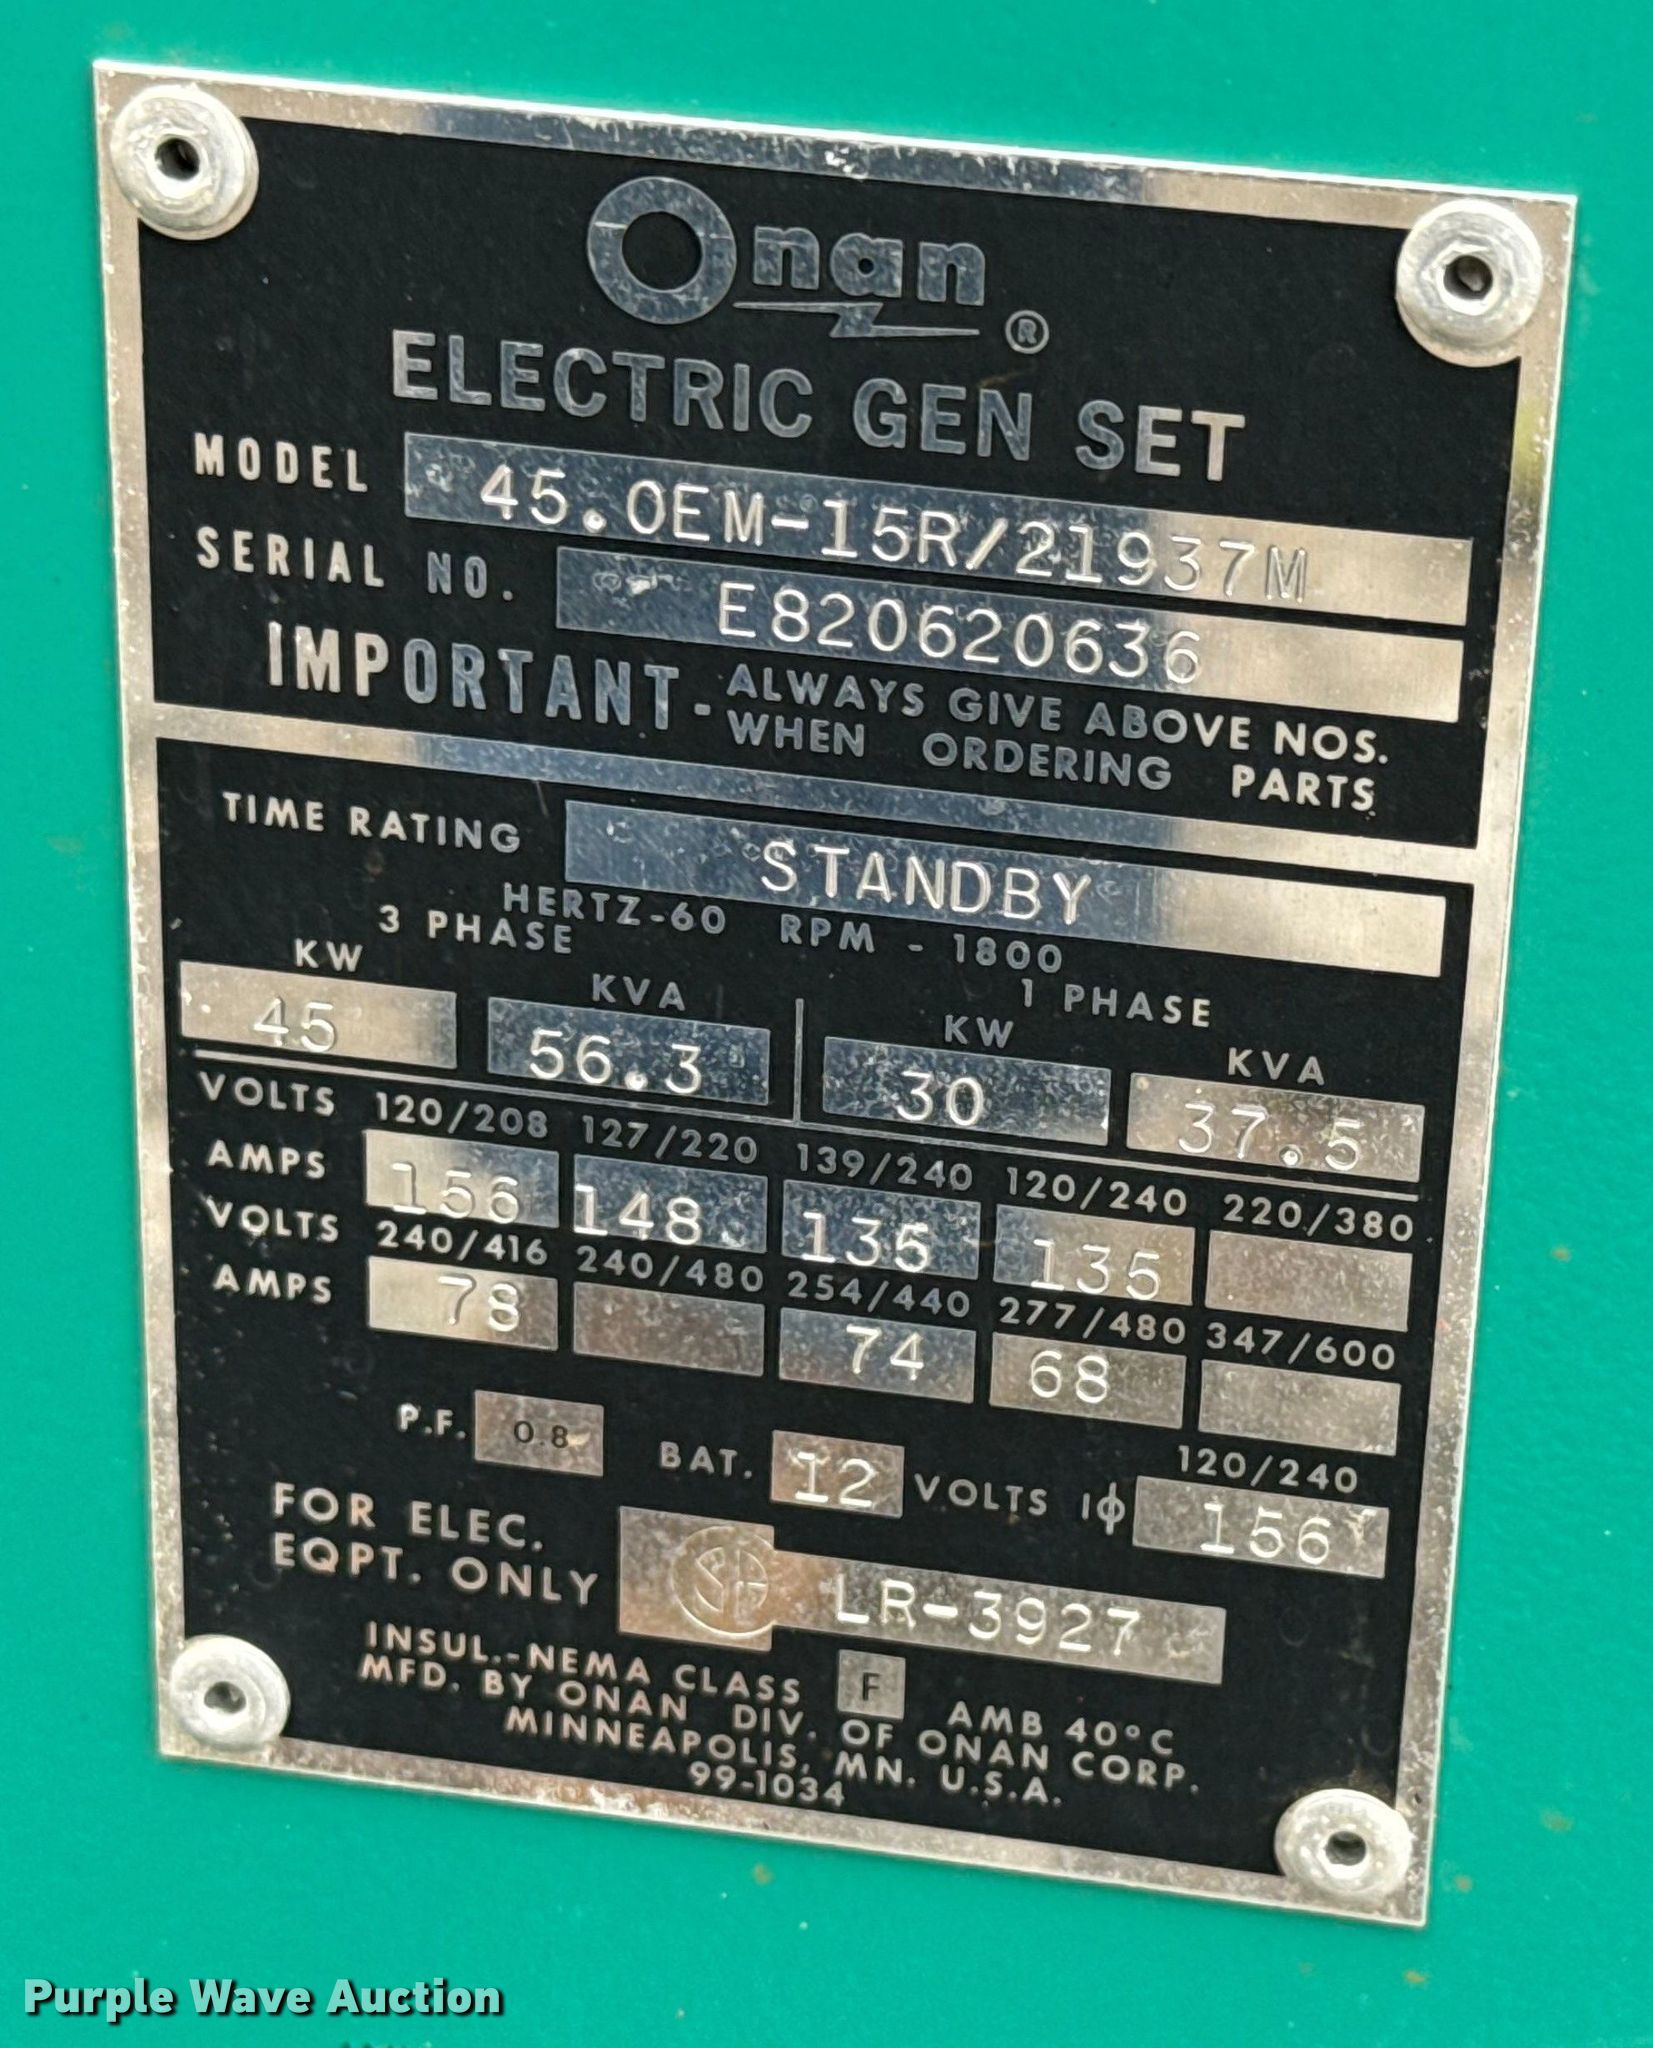 Onan ®
ELECTRIC GEN SET
MODEL 45.0EM-15R/21937M
SERIAL NO. E820620636
IMPORTANT - ALWAYS GIVE ABOVE NOS.
WHEN ORDERING PARTS
TIME RATING STANDBY
HERTZ-60 RPM - 1800
3 PHASE 1 PHASE
KW KVA KW KVA
45 56.3 30 37.5
VOLTS 120/208 127/220 139/240 120/240 220/380
AMPS 156 148 135 135
VOLTS 240/416 240/480 254/440 277/480 347/600
AMPS 78 74 68
120/240
P.F. 0.8 BAT. 12 VOLTS 1ϕ 156
FOR ELEC.
EQPT. ONLY SA LR-3927
INSUL.-NEMA CLASS F AMB 40°C
MFD. BY ONAN DIV. OF ONAN CORP.
MINNEAPOLIS, MN. U.S.A.
99-1034
Purple Wave Auction